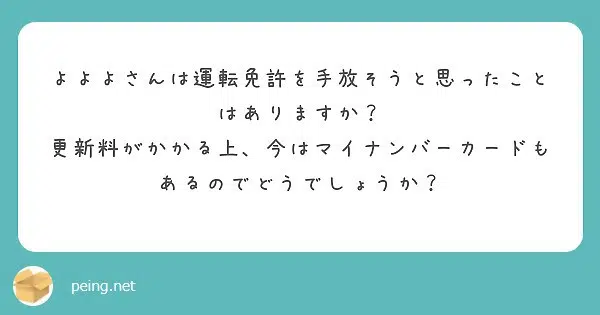 よよよさんは運転免許を手放そうと思ったこと
はありますか？
更新料がかかる上、今はマイナンバーカードも
あるのでどうでしょうか？
peing.net